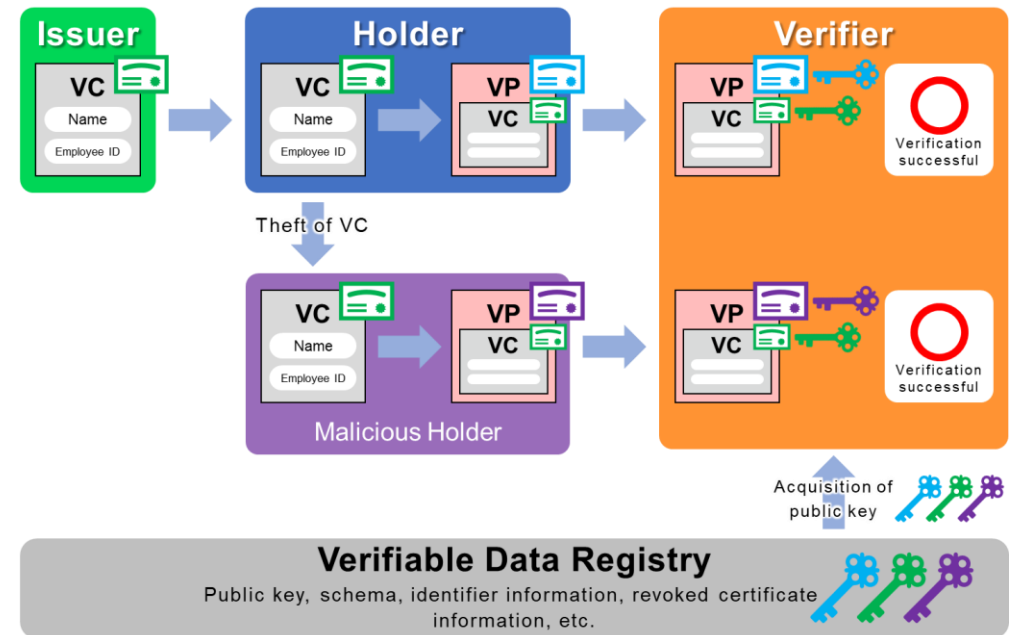 Issuer
Holder
Verifier
VC
Name
Employee ID
VC
Name
Employee ID
VP
VC
VP
VC
Verification
successful
Theft of VC
VC
Name
Employee ID
VP
VC
Malicious Holder
VP
VC
Verification
successful
Acquisition of
public key
Verifiable Data Registry
Public key, schema, identifier information, revoked certificate
information, etc.